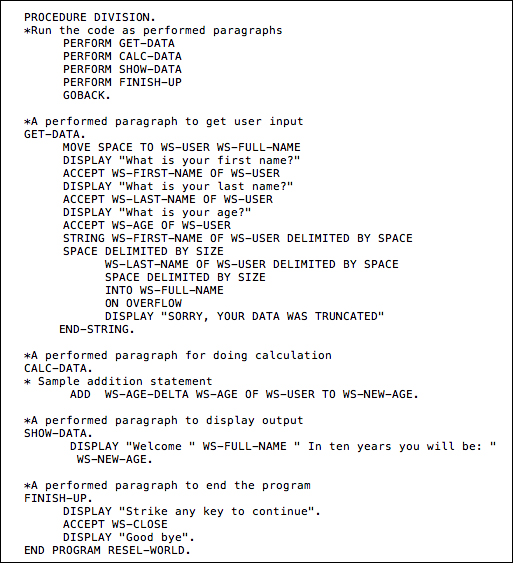 PROCEDURE DIVISION.
*Run the code as performed paragraphs
PERFORM GET-DATA
PERFORM CALC-DATA
PERFORM SHOW-DATA
PERFORM FINISH-UP
GOBACK.
*A performed paragraph to get user input
GET-DATA.
MOVE SPACE TO WS-USER WS-FULL-NAME
DISPLAY "What is your first name?"
ACCEPT WS-FIRST-NAME OF WS-USER
DISPLAY "What is your last name?"
ACCEPT WS-LAST-NAME OF WS-USER
DISPLAY "What is your age?"
ACCEPT WS-AGE OF WS-USER
STRING WS-FIRST-NAME OF WS-USER DELIMITED BY SPACE
SPACE DELIMITED BY SIZE
WS-LAST-NAME OF WS-USER DELIMITED BY SPACE
SPACE DELIMITED BY SIZE
INTO WS-FULL-NAME
ON OVERFLOW
DISPLAY "SORRY, YOUR DATA WAS TRUNCATED"
END-STRING.
*A performed paragraph for doing calculation
CALC-DATA.
* Sample addition statement
ADD  WS-AGE-DELTA WS-AGE OF WS-USER TO WS-NEW-AGE.
*A performed paragraph to display output
SHOW-DATA.
DISPLAY "Welcome " WS-FULL-NAME " In ten years you will be: "
WS-NEW-AGE.
*A performed paragraph to end the program
FINISH-UP.
DISPLAY "Strike any key to continue".
ACCEPT WS-CLOSE
DISPLAY "Good bye".
END PROGRAM RESEL-WORLD.